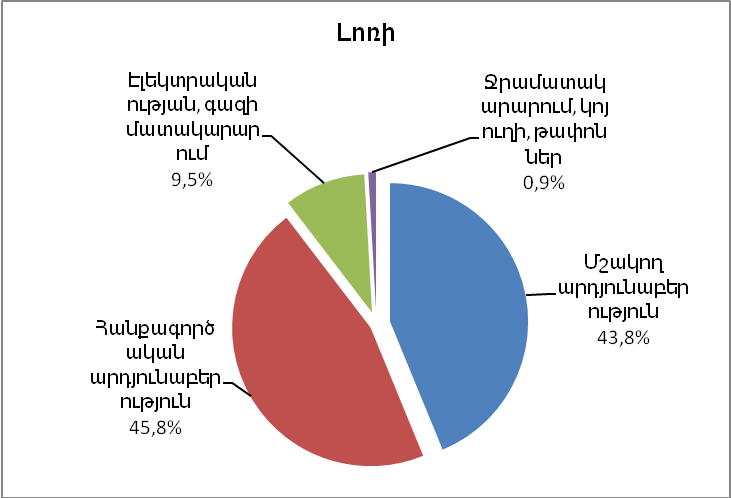 Լոռի
Էլեկտրական
ության, գազի
մատակարար
ում
9,5%
Ջրամատակ
արարում, կոյ
ուղի, թափոն
ներ
0,9%
Մշակող
արդյունաբեր
ություն
43,8%
Հանքագործ
ական
արդյունաբեր
ություն
45,8%